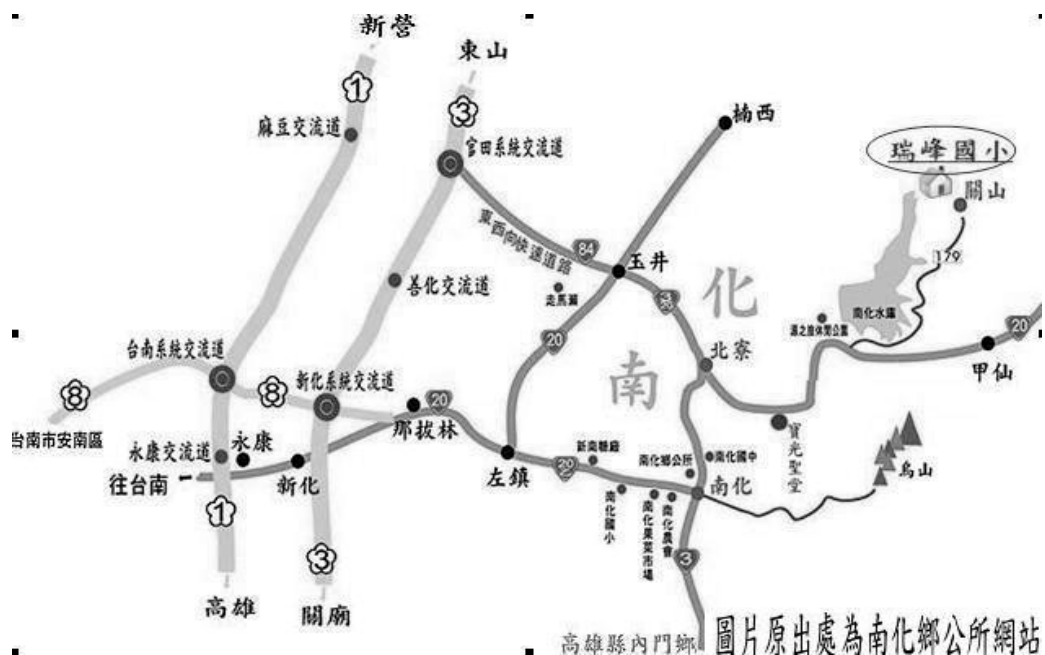 新營
東山
1
3
麻豆交流道
官田系統交流道
楠西
瑞峰國小
關山
東西向快速道路
84
玉井
179
善化交流道
走馬瀨
3
化
南化水庫
20
20
台南系統交流道
北寮
甲仙
8
8
新化系統交流道
南
20
那拔林
寶光聖堂
台南市安南區
永康交流道
永康
新化
左鎮
20
新南糖廠
南化鄉公所
南化國中
烏山
往台南
南化
南化國小
南化果菜市場
南化農會
1
3
3
高雄
關廟
高雄縣內門鄉
圖片原出處為南化鄉公所網站